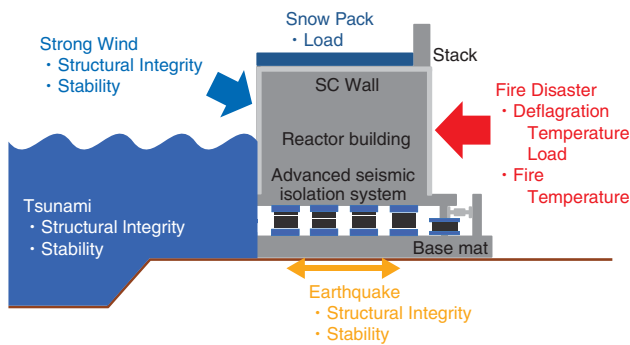 Snow Pack
・Load
Strong Wind
・Structural Integrity
・Stability
Stack
SC Wall
Fire Disaster
・Deflagration
Temperature
Load
・Fire
Temperature
Reactor building
Advanced seismic
isolation system
Tsunami
・Structural Integrity
・Stability
Base mat
Earthquake
・Structural Integrity
・Stability